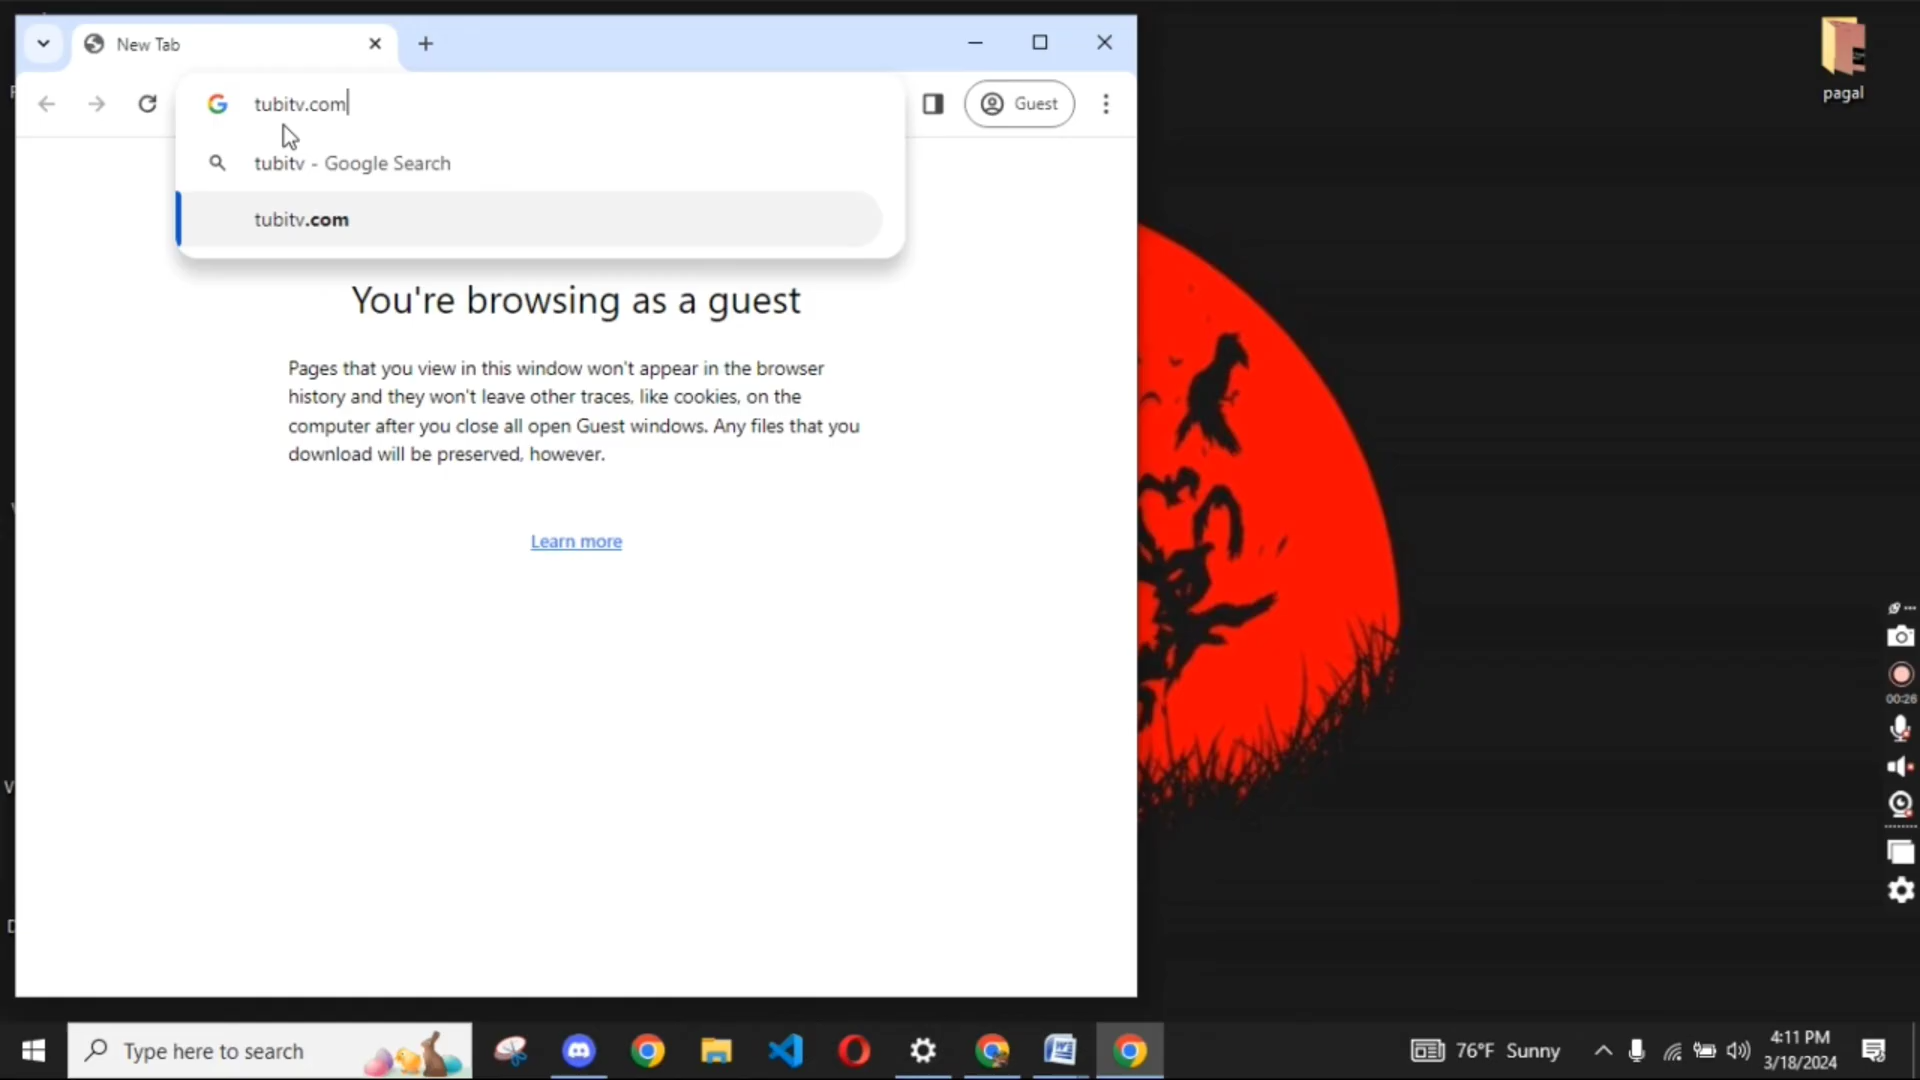 New Tab
pagal
tubitv.com
Guest
tubitv - Google Search
tubitv.com
You're browsing as a guest
Pages that you view in this window won't appear in the browser
history and they won't leave other traces, like cookies, on the
computer after you close all open Guest windows. Any files that you
download will be preserved, however.
Learn more
00:26
Type here to search
76°F Sunny
4:11 PM
3/18/2024